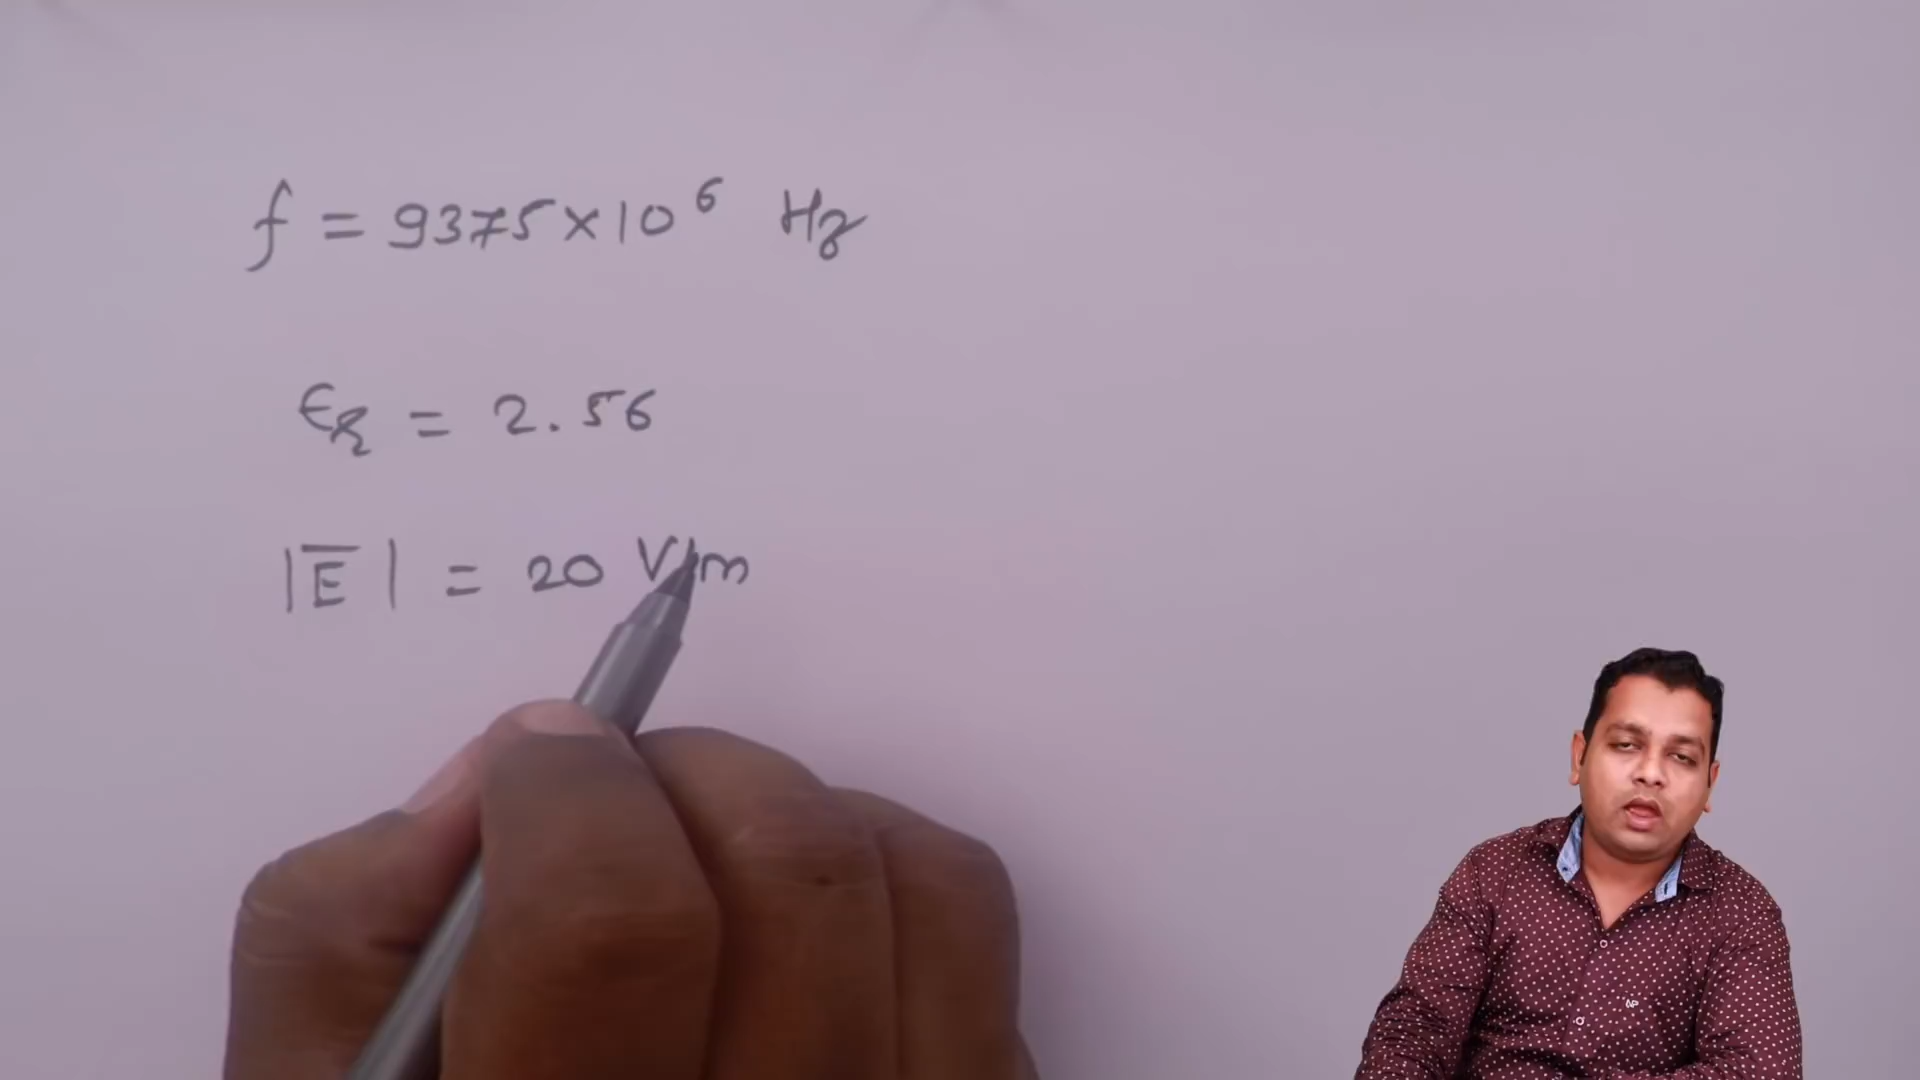 f = 9375×10⁶ Hz
εr = 2.56
|E̅| = 20 V/m